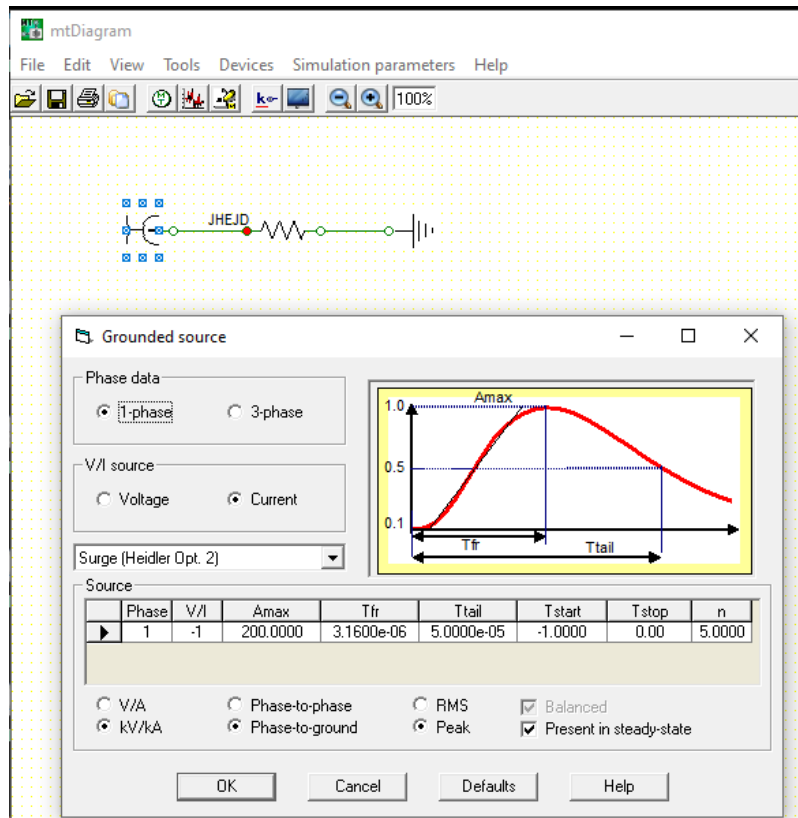 mtDiagram
File Edit View Tools Devices Simulation parameters Help
100%
JHEJD
Grounded source
Phase data
1-phase 3-phase
V/I source
Voltage Current
Surge (Heidler Opt. 2)
Amax
1.0
0.5
0.1
Tfr
Ttail
Source
Phase V/I Amax Tfr Ttail Tstart Tstop n
1 -1 200.0000 3.1600e-06 5.0000e-05 -1.0000 0.00 5.0000
V/A Phase-to-phase RMS Balanced
kV/kA Phase-to-ground Peak Present in steady-state
OK Cancel Defaults Help